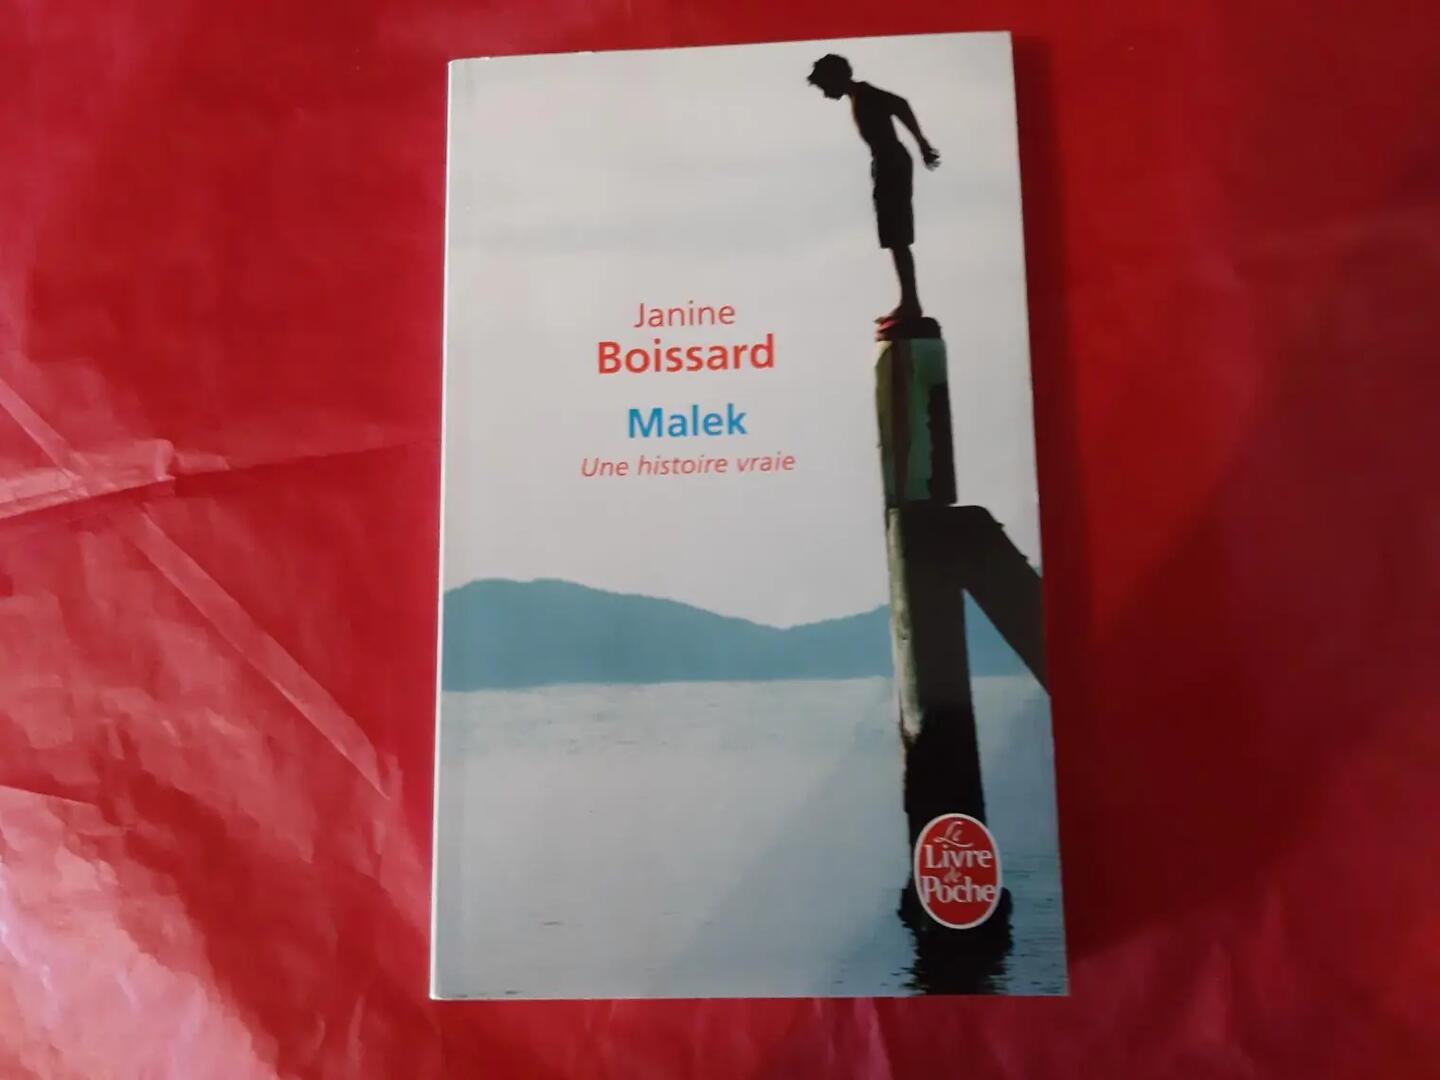 Janine
Boissard
Malek
Une histoire vraie
Le
Livre
de
Poche